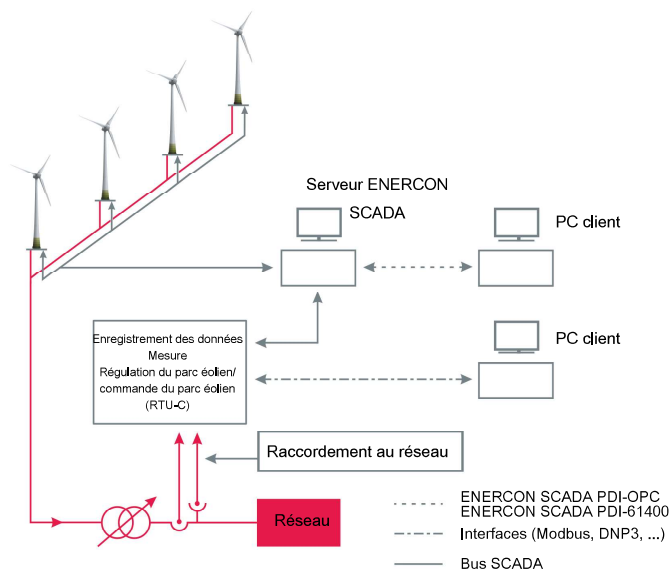 Serveur ENERCON
SCADA
PC client
PC client
Enregistrement des données
Mesure
Régulation du parc éolien/
commande du parc éolien
(RTU-C)
Raccordement au réseau
Réseau
ENERCON SCADA PDI-OPC
ENERCON SCADA PDI-61400
Interfaces (Modbus, DNP3, ...)
Bus SCADA